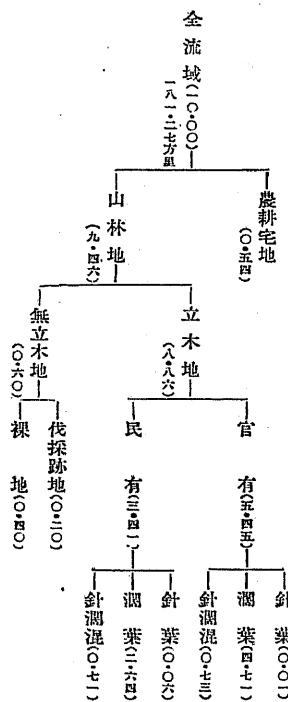 全流域(一〇・〇〇)
一八一・二七方里
農耕宅地
(〇・五四)
山林地
(九・四六)
立木地
(八・八六)
無立木地
(〇・六〇)
官有(五・四五)
民有(三・四一)
伐採跡地(〇・二〇)
裸地(〇・四〇)
針葉(〇・〇一)
濶葉(四・七一)
針濶混(〇・七三)
針葉(〇・〇六)
濶葉(二・六四)
針濶混(〇・七一)